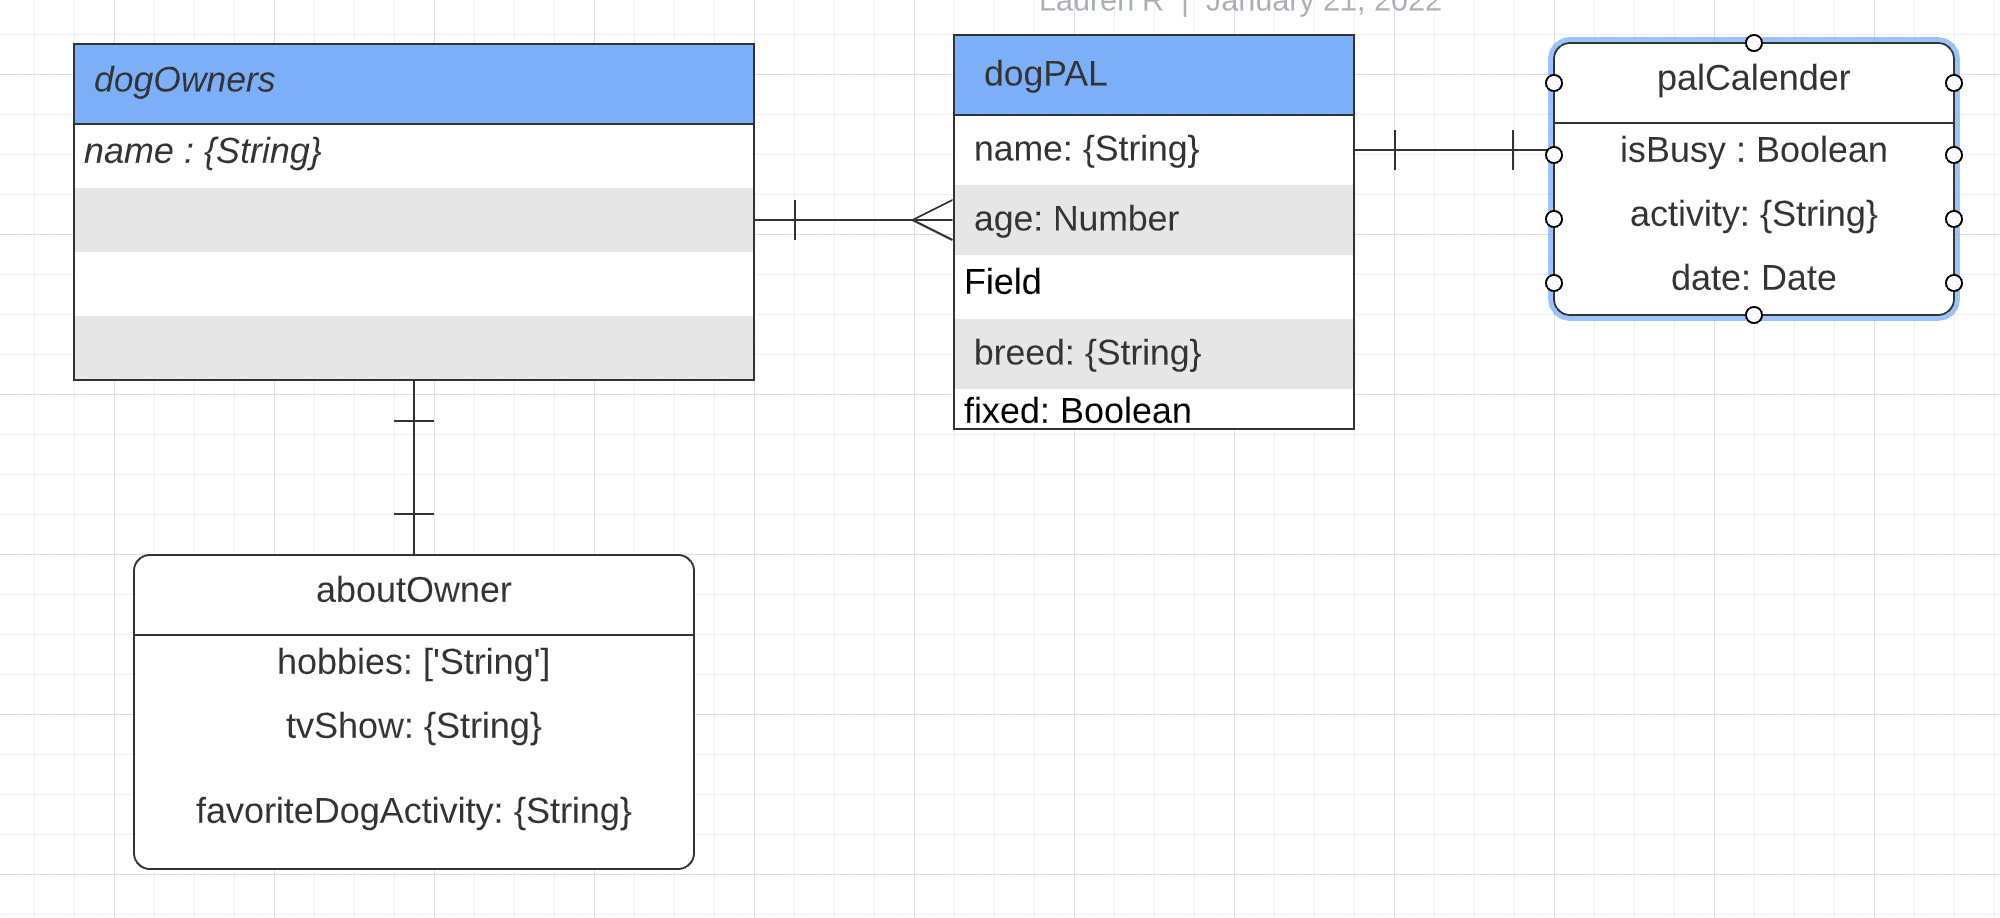 Lauren R | January 21, 2022
dogOwners
name : {String}
dogPAL
name: {String}
age: Number
Field
breed: {String}
fixed: Boolean
palCalender
isBusy : Boolean
activity: {String}
date: Date
aboutOwner
hobbies: ['String']
tvShow: {String}
favoriteDogActivity: {String}